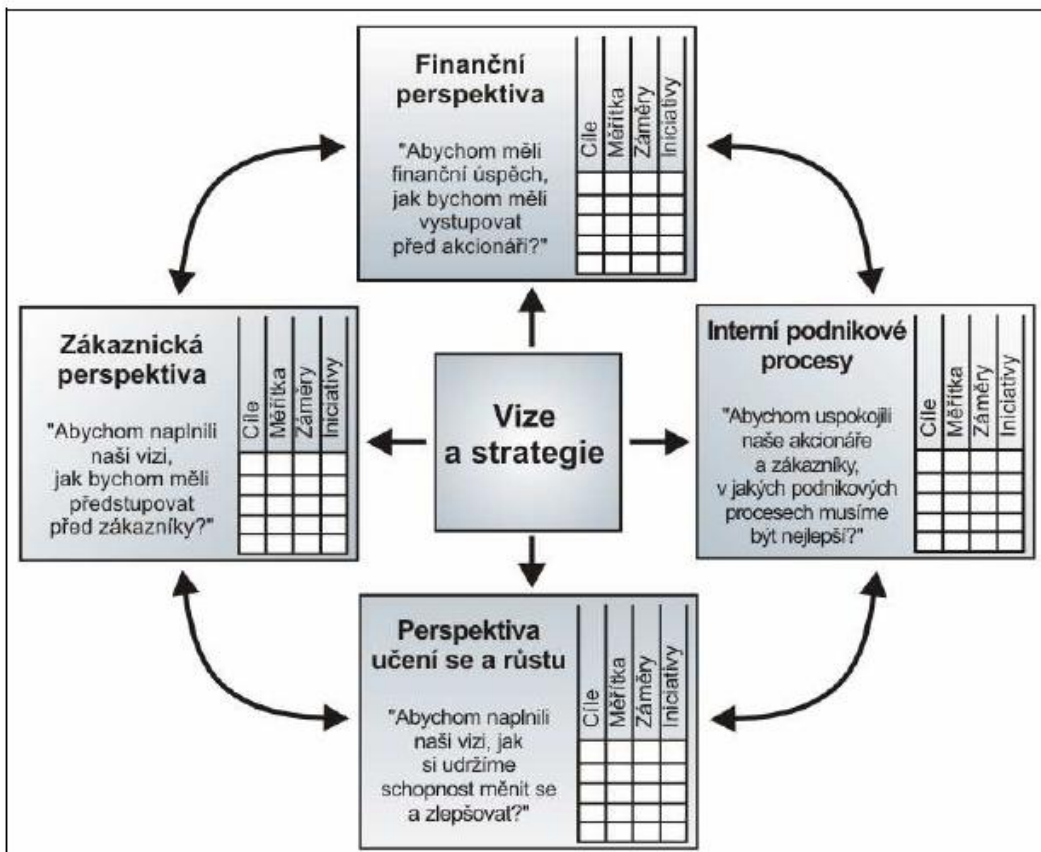 Finanční
perspektiva
"Abychom měli
finanční úspěch,
jak bychom měli
vystupovat
před akcionáři?"
Cíle
Měřítka
Záměry
Iniciativy
Zákaznická
perspektiva
"Abychom naplnili
naši vizi,
jak bychom měli
předstupovat
před zákazníky?"
Cíle
Měřítka
Záměry
Iniciativy
Vize
a strategie
Interní podnikové
procesy
"Abychom uspokojili
naše akcionáře
a zákazníky,
v jakých podnikových
procesech musíme
být nejlepší?"
Cíle
Měřítka
Záměry
Iniciativy
Perspektiva
učení se a růstu
"Abychom naplnili
naši vizi, jak
si udržíme
schopnost měnit se
a zlepšovat?"
Cíle
Měřítka
Záměry
Iniciativy